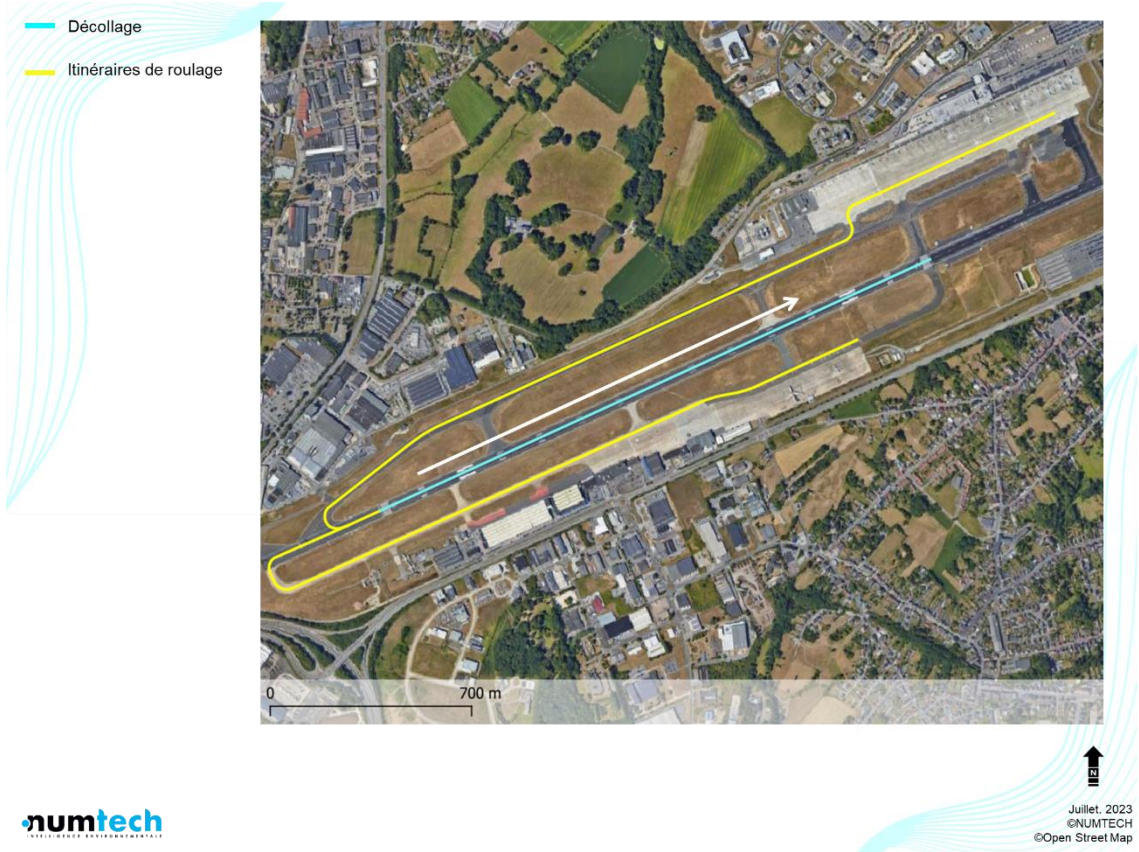 Décollage
Itinéraires de roulage
0 700 m
N
numtech
INTELLIGENCE ENVIRONNEMENTALE
Juillet. 2023
©NUMTECH
©Open Street Map